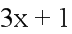 3x + 1